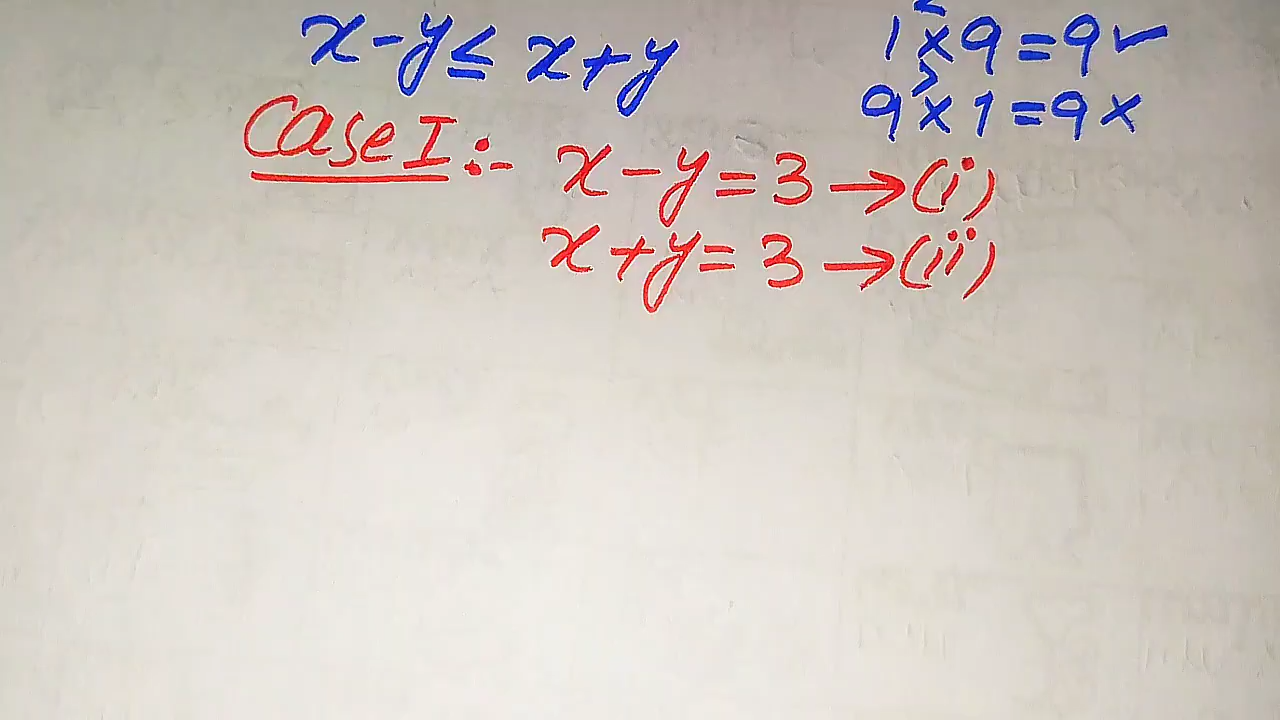 x-y≤ x+y
1×9=9✓
9×1=9×
Case I:- x-y=3→(i)
x+y=3→(ii)